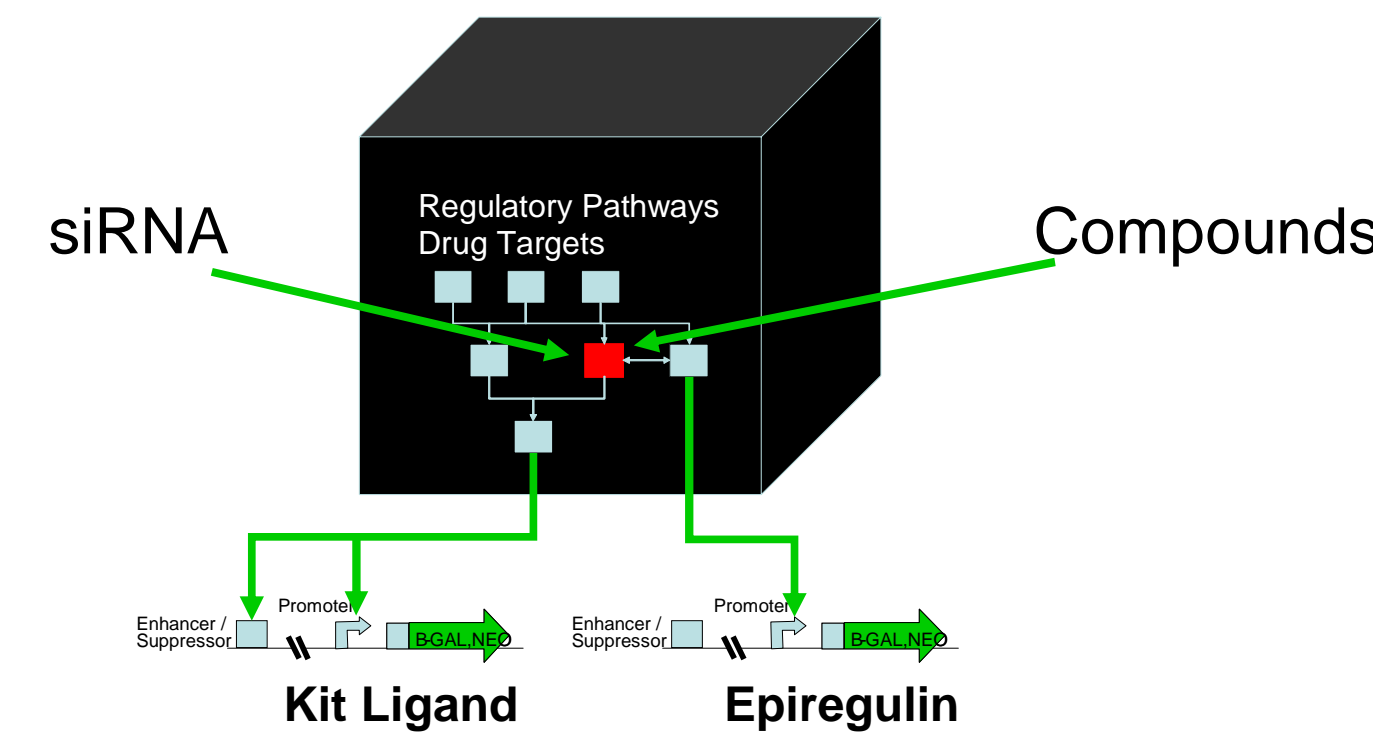 Regulatory Pathways
Drug Targets
siRNA
Compounds
Promoter
Enhancer /
Suppressor
B-GAL,NEO
Kit Ligand
Promoter
Enhancer /
Suppressor
B-GAL,NEO
Epiregulin